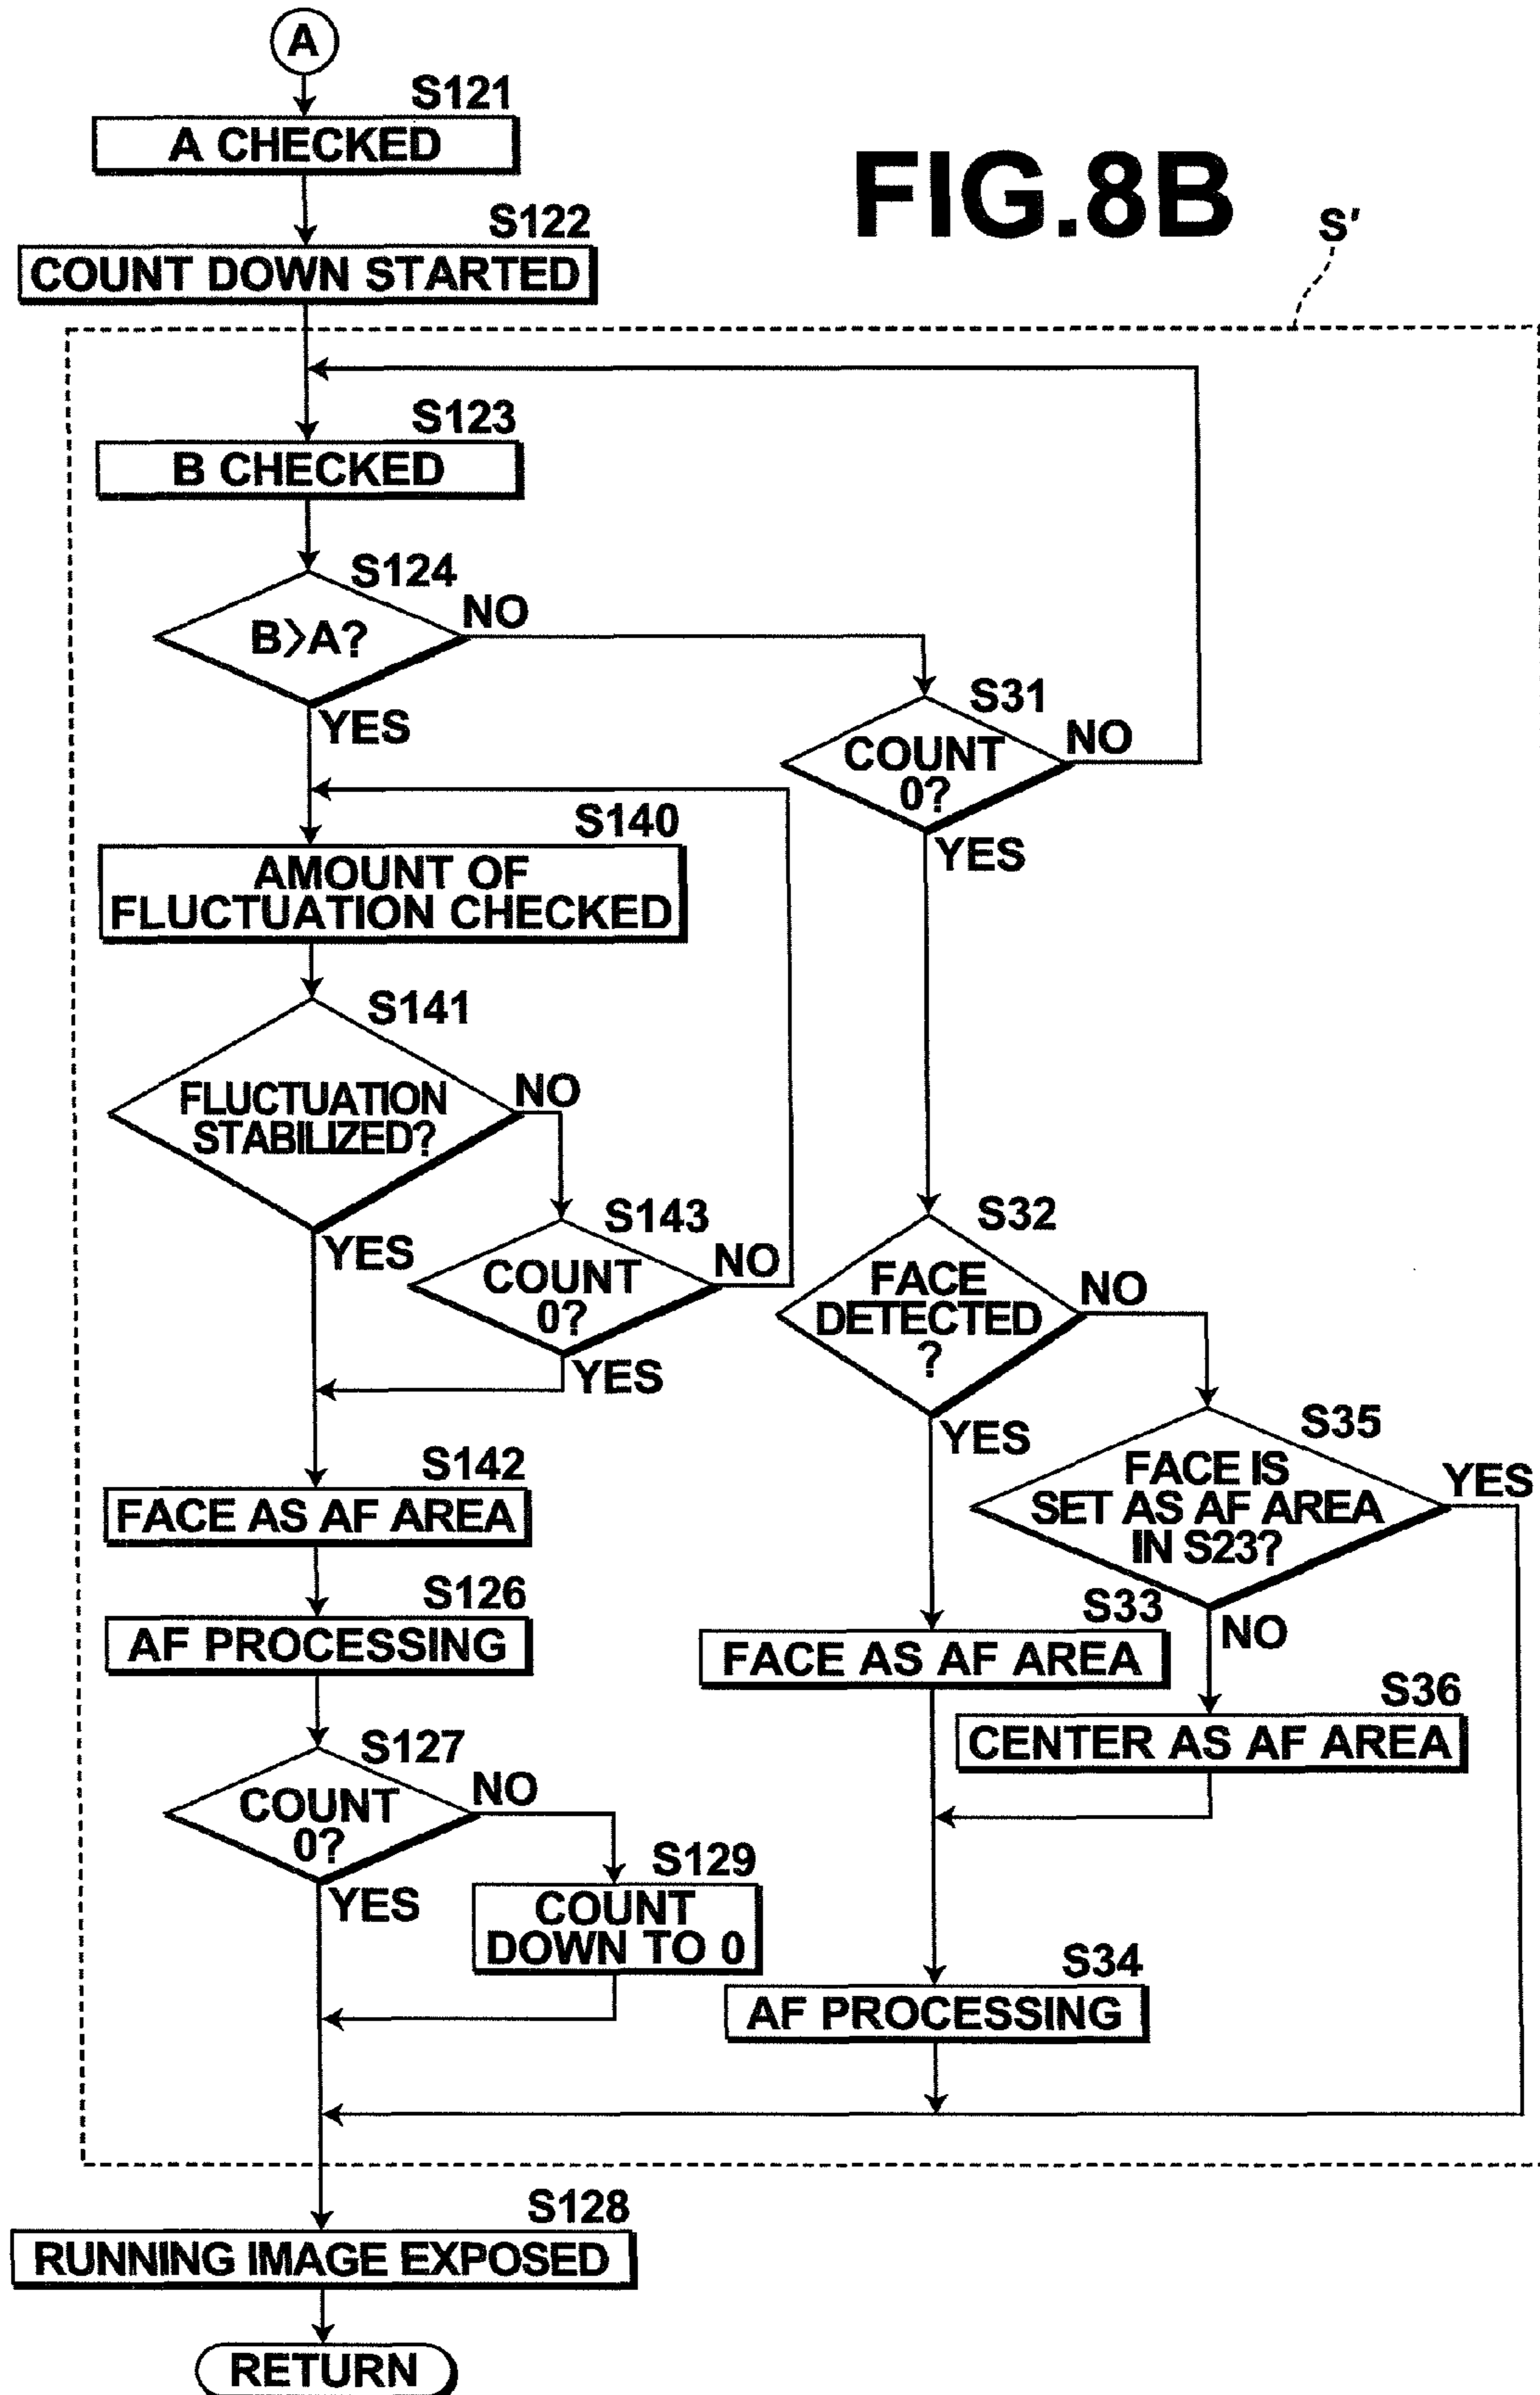 A
S121
A CHECKED
FIG.8B
S122
COUNT DOWN STARTED
S'
S123
B CHECKED
S124
B>A?
NO
YES
S31
COUNT
0?
NO
YES
S140
AMOUNT OF
FLUCTUATION CHECKED
S141
FLUCTUATION
STABILIZED?
NO
YES
S143
COUNT
0?
NO
YES
S32
FACE
DETECTED
?
NO
YES
S35
FACE IS
SET AS AF AREA
IN S23?
YES
NO
S142
FACE AS AF AREA
S126
AF PROCESSING
S33
FACE AS AF AREA
S36
CENTER AS AF AREA
S127
COUNT
0?
NO
YES
S129
COUNT
DOWN TO 0
S34
AF PROCESSING
S128
RUNNING IMAGE EXPOSED
RETURN